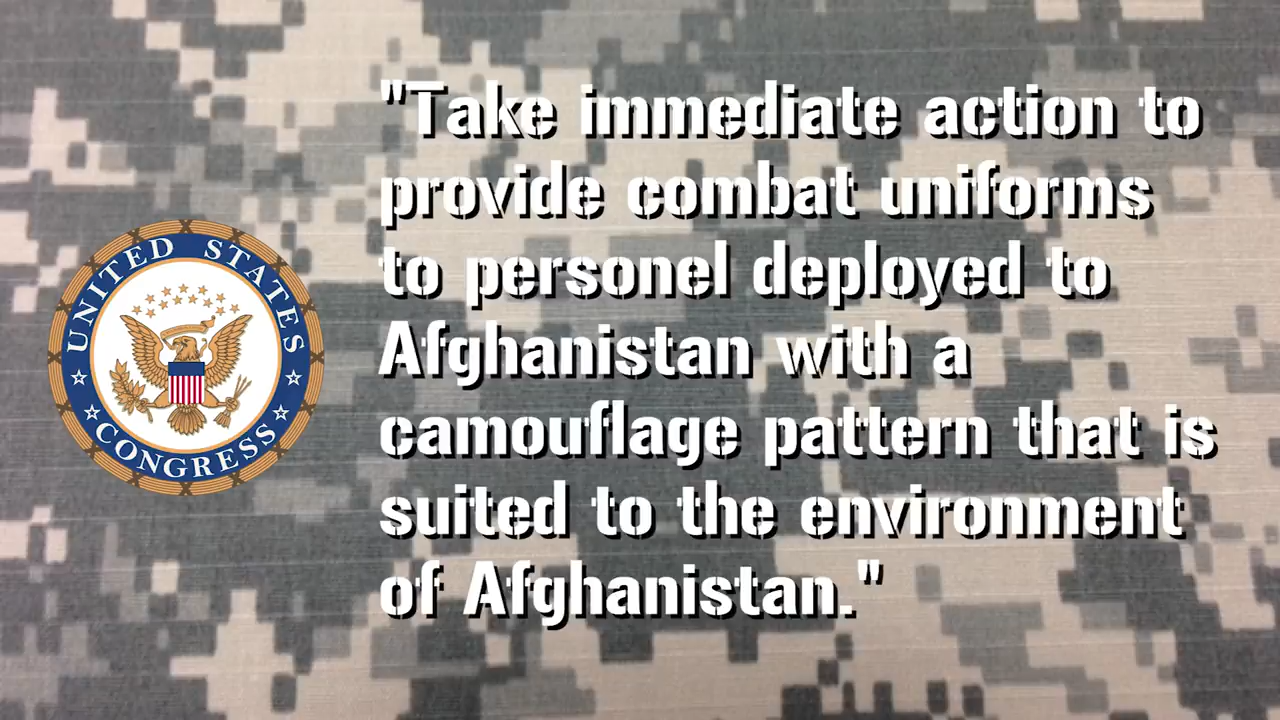 UNITED STATES
CONGRESS
"Take immediate action to
provide combat uniforms
to personel deployed to
Afghanistan with a
camouflage pattern that is
suited to the environment
of Afghanistan."